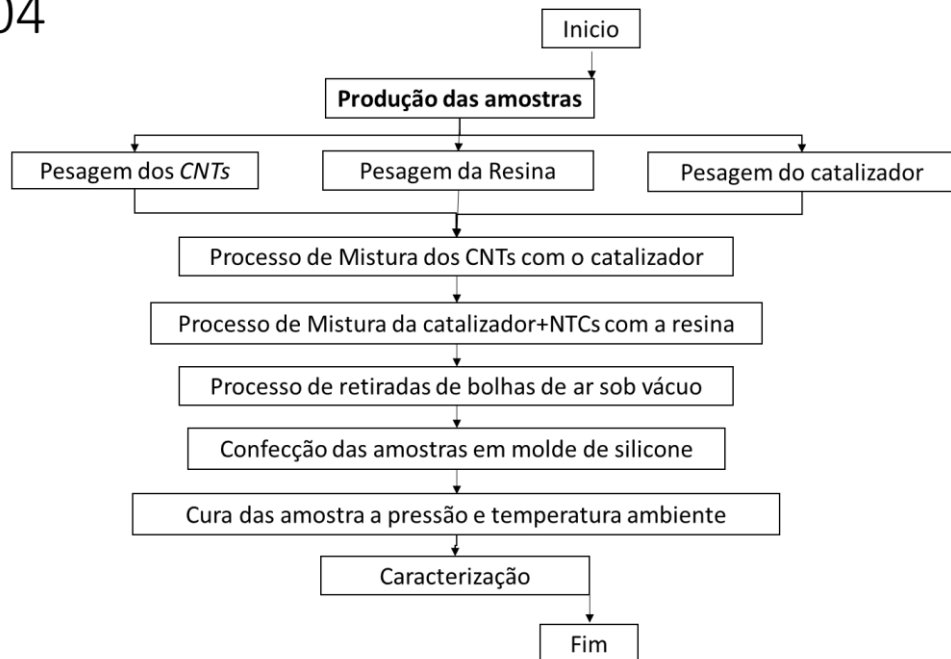 04
Inicio
Produção das amostras
Pesagem dos CNTs
Pesagem da Resina
Pesagem do catalizador
Processo de Mistura dos CNTs com o catalizador
Processo de Mistura da catalizador+NTCs com a resina
Processo de retiradas de bolhas de ar sob vácuo
Confecção das amostras em molde de silicone
Cura das amostra a pressão e temperatura ambiente
Caracterização
Fim